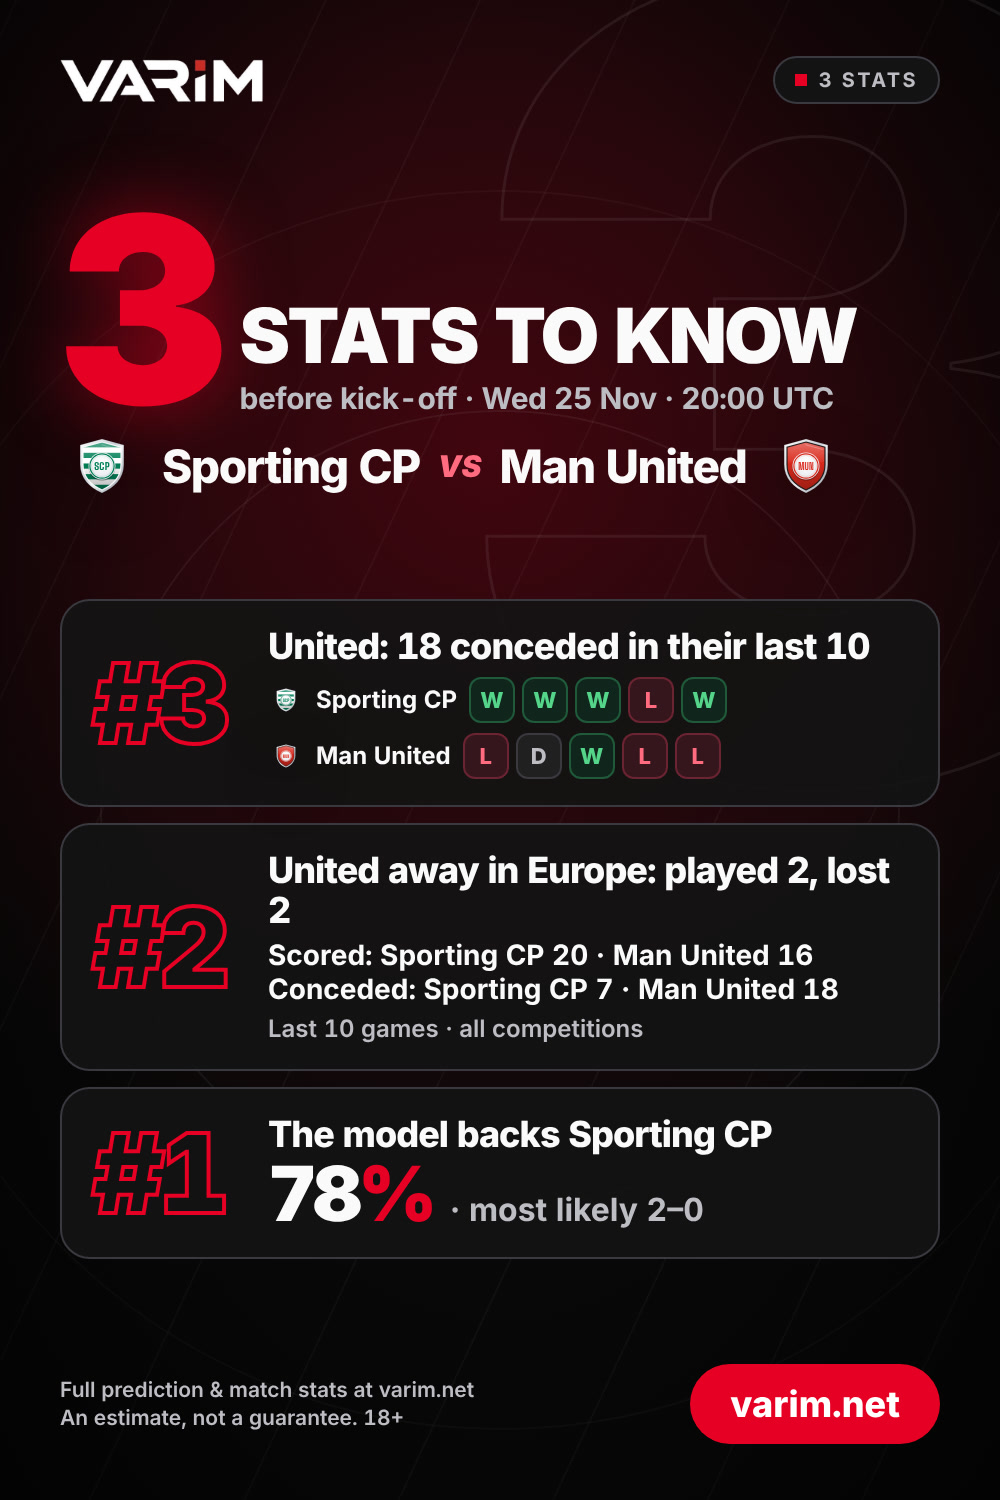 VARiM
3 STATS
3 STATS TO KNOW
before kick-off · Wed 25 Nov · 20:00 UTC
SCP Sporting CP vs Man United MUN
#3
United: 18 conceded in their last 10
Sporting CP W W W L W
Man United L D W L L
#2
United away in Europe: played 2, lost
2
Scored: Sporting CP 20 · Man United 16
Conceded: Sporting CP 7 · Man United 18
Last 10 games · all competitions
#1
The model backs Sporting CP
78% · most likely 2–0
Full prediction & match stats at varim.net
An estimate, not a guarantee. 18+
varim.net